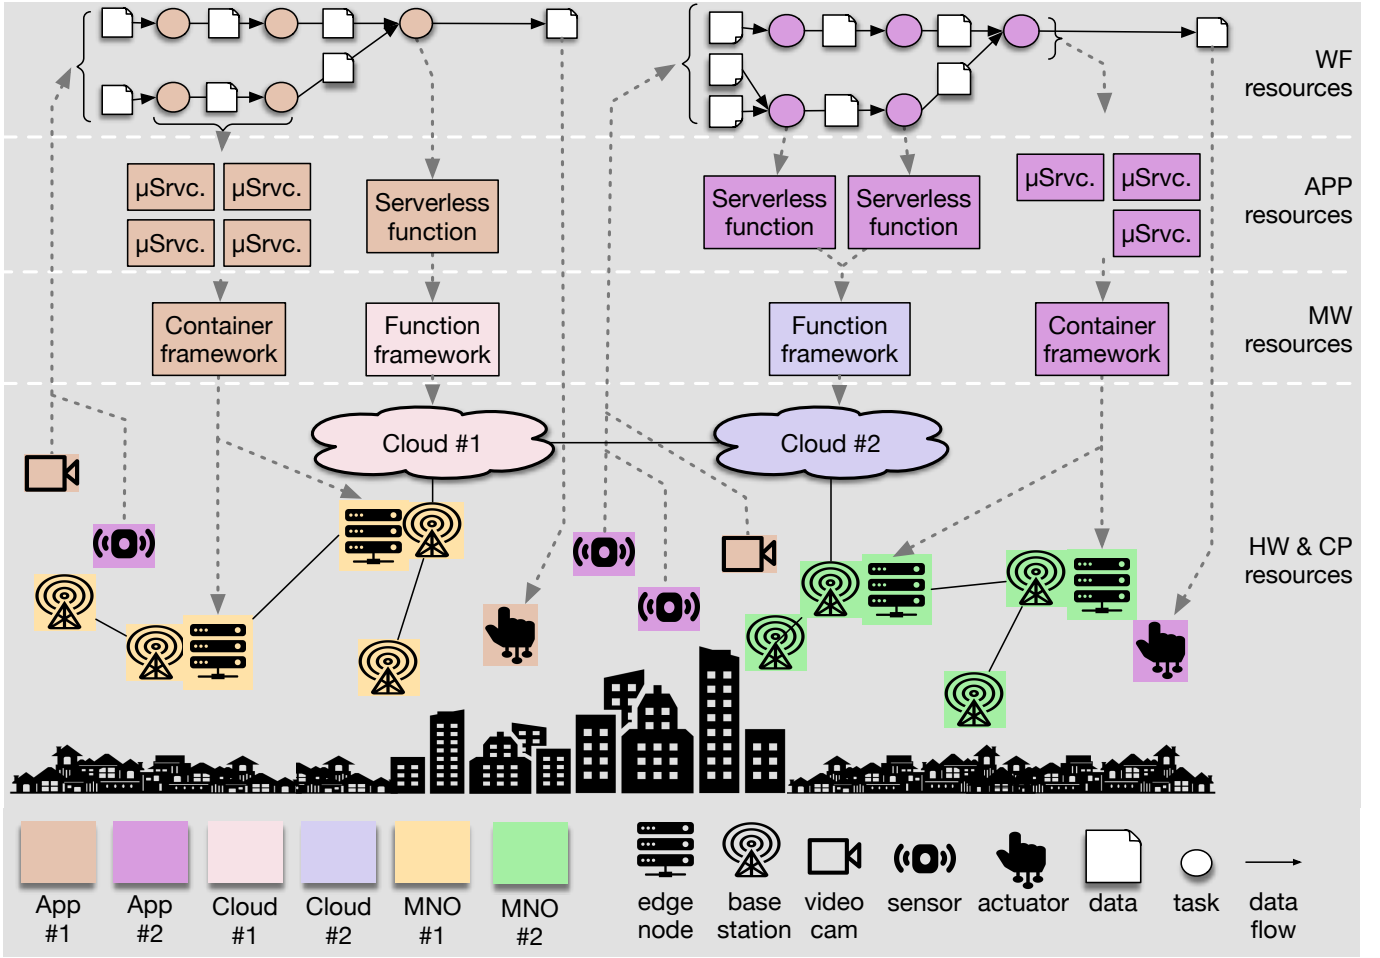 WF
resources
µSrvc.
µSrvc.
µSrvc.
µSrvc.
Serverless
function
Serverless
function
Serverless
function
µSrvc.
µSrvc.
µSrvc.
APP
resources
Container
framework
Function
framework
Function
framework
Container
framework
MW
resources
Cloud #1
Cloud #2
HW & CP
resources
App
#1
App
#2
Cloud
#1
Cloud
#2
MNO
#1
MNO
#2
edge
node
base
station
video
cam
sensor
actuator
data
task
data
flow